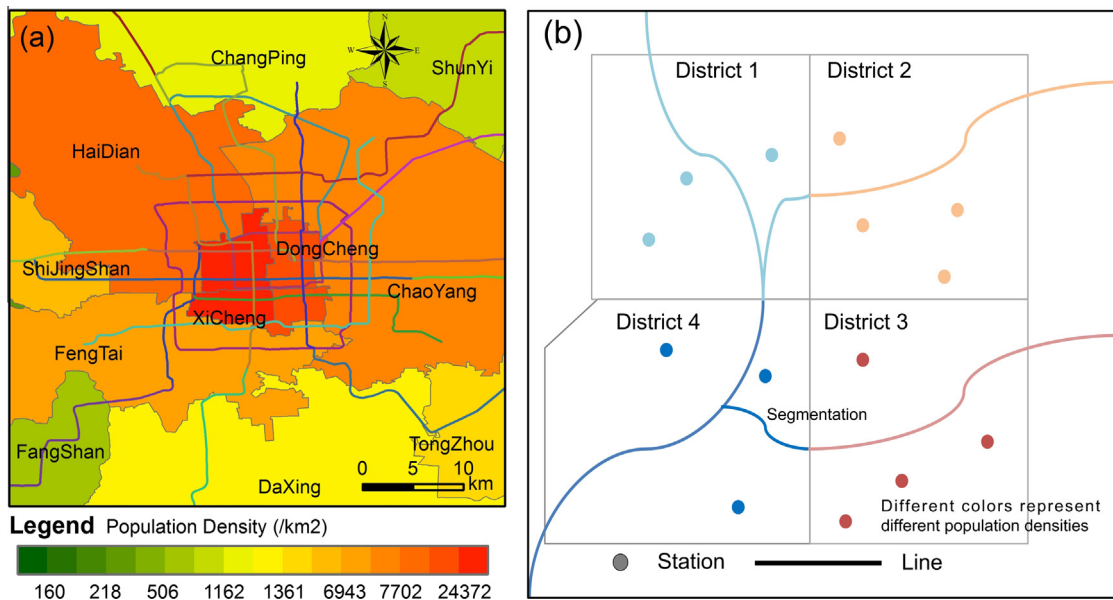 (a)
N
W E
S
ChangPing
ShunYi
HaiDian
DongCheng
ShiJingShan
ChaoYang
XiCheng
FengTai
FangShan
TongZhou
0 5 10
km
DaXing
Legend Population Density (/km2)
160 218 506 1162 1361 6943 7702 24372
(b)
District 1
District 2
District 4
District 3
Segmentation
Different colors represent
different population densities
Station
Line